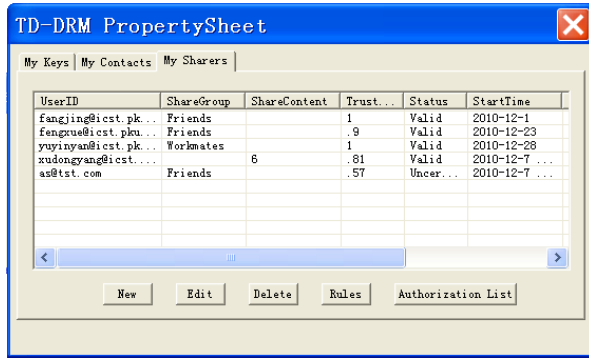 TD-DRM PropertySheet
My Keys My Contacts My Sharers
UserID ShareGroup ShareContent Trust... Status StartTime
fangjing@icst.pk... Friends 1 Valid 2010-12-1
fengxue@icst.pku... Friends .9 Valid 2010-12-23
yuyinyan@icst.pk... Workmates 1 Valid 2010-12-28
xudongyang@icst.... 6 .81 Valid 2010-12-7 ...
as@tst.com Friends .57 Uncer... 2010-12-7 ...
New Edit Delete Rules Authorization List